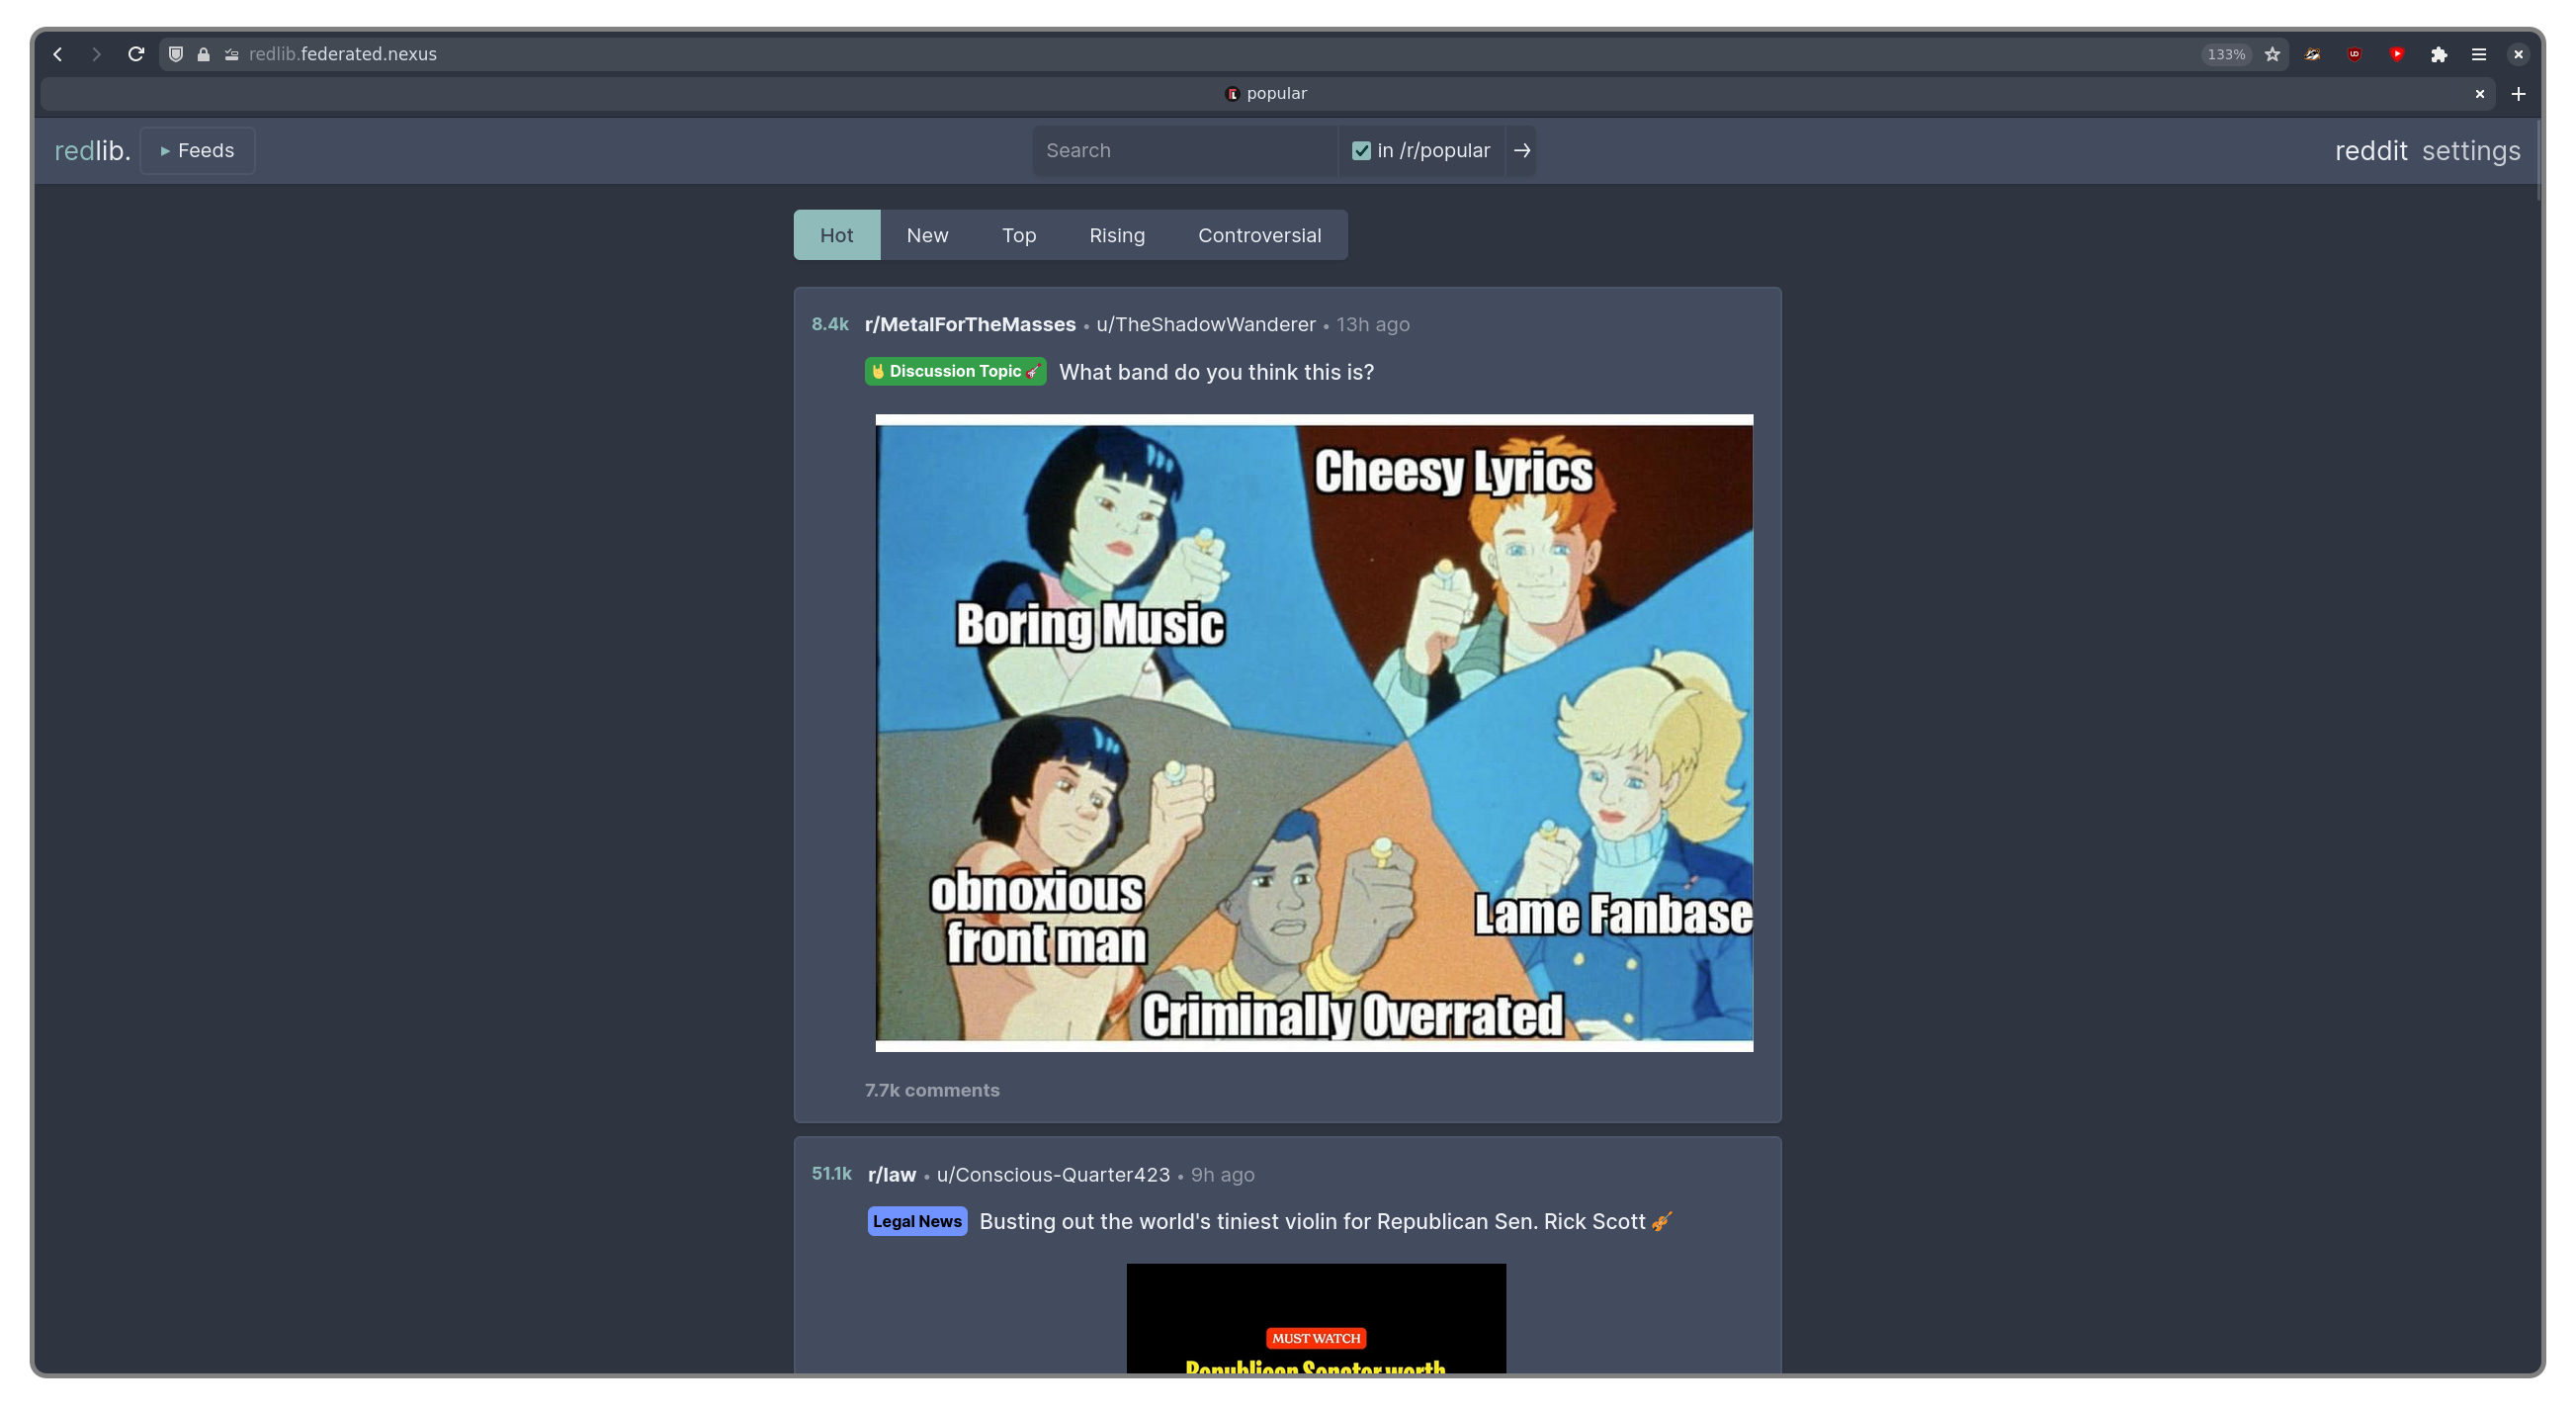 redlib.federated.nexus
133%
popular
redlib.
▸ Feeds
Search
in /r/popular
→
reddit settings
Hot New Top Rising Controversial
8.4k r/MetalForTheMasses • u/TheShadowWanderer • 13h ago
🤘 Discussion Topic 🎸 What band do you think this is?
Cheesy Lyrics
Boring Music
obnoxious
front man
Lame Fanbase
Criminally Overrated
7.7k comments
51.1k r/law • u/Conscious-Quarter423 • 9h ago
Legal News Busting out the world's tiniest violin for Republican Sen. Rick Scott 🎻
MUST WATCH
Republican Senator worth